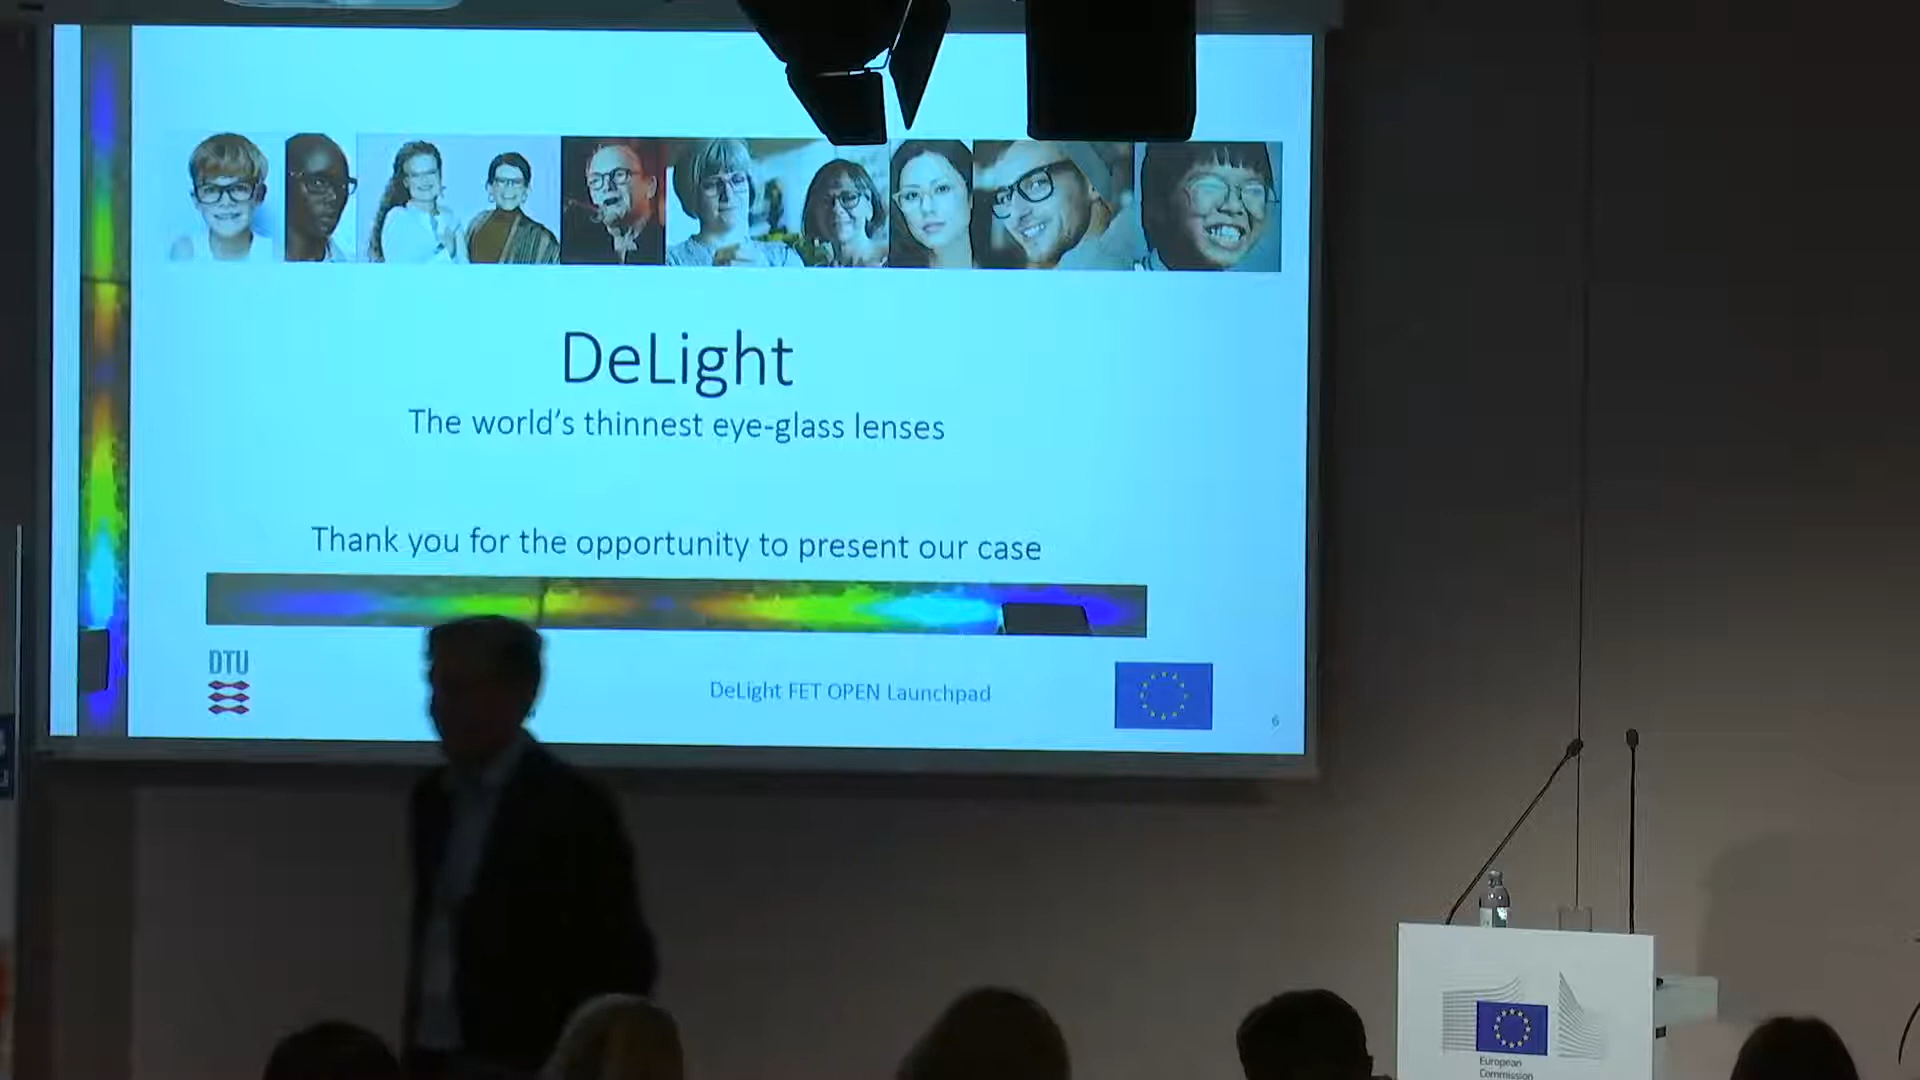 DeLight
The world's thinnest eye-glass lenses
Thank you for the opportunity to present our case
DTU
DeLight FET OPEN Launchpad
6
European
Commission